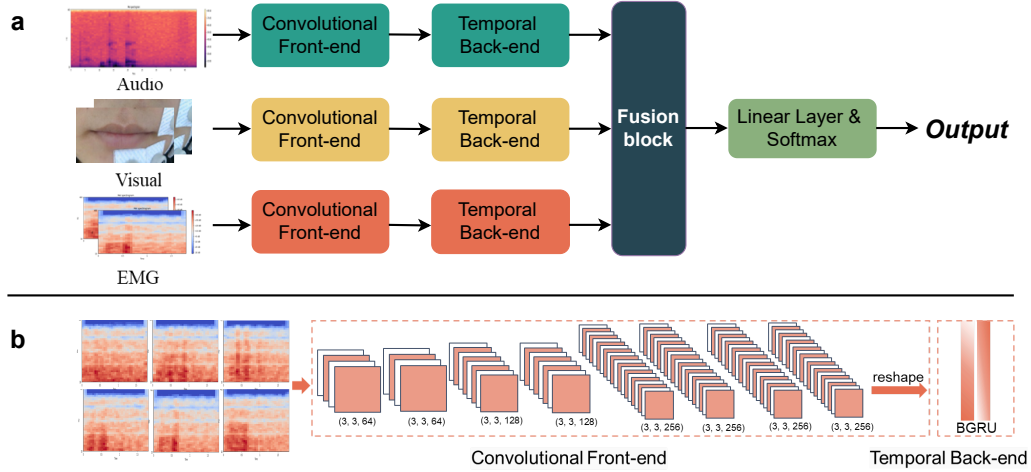 a
Audio
Convolutional
Front-end
Temporal
Back-end
Visual
Convolutional
Front-end
Temporal
Back-end
EMG
Convolutional
Front-end
Temporal
Back-end
Fusion
block
Linear Layer &
Softmax
Output
b
(3, 3, 64)
(3, 3, 64)
(3, 3, 128)
(3, 3, 128)
(3, 3, 256)
(3, 3, 256)
(3, 3, 256)
(3, 3, 256)
reshape
BGRU
Convolutional Front-end
Temporal Back-end